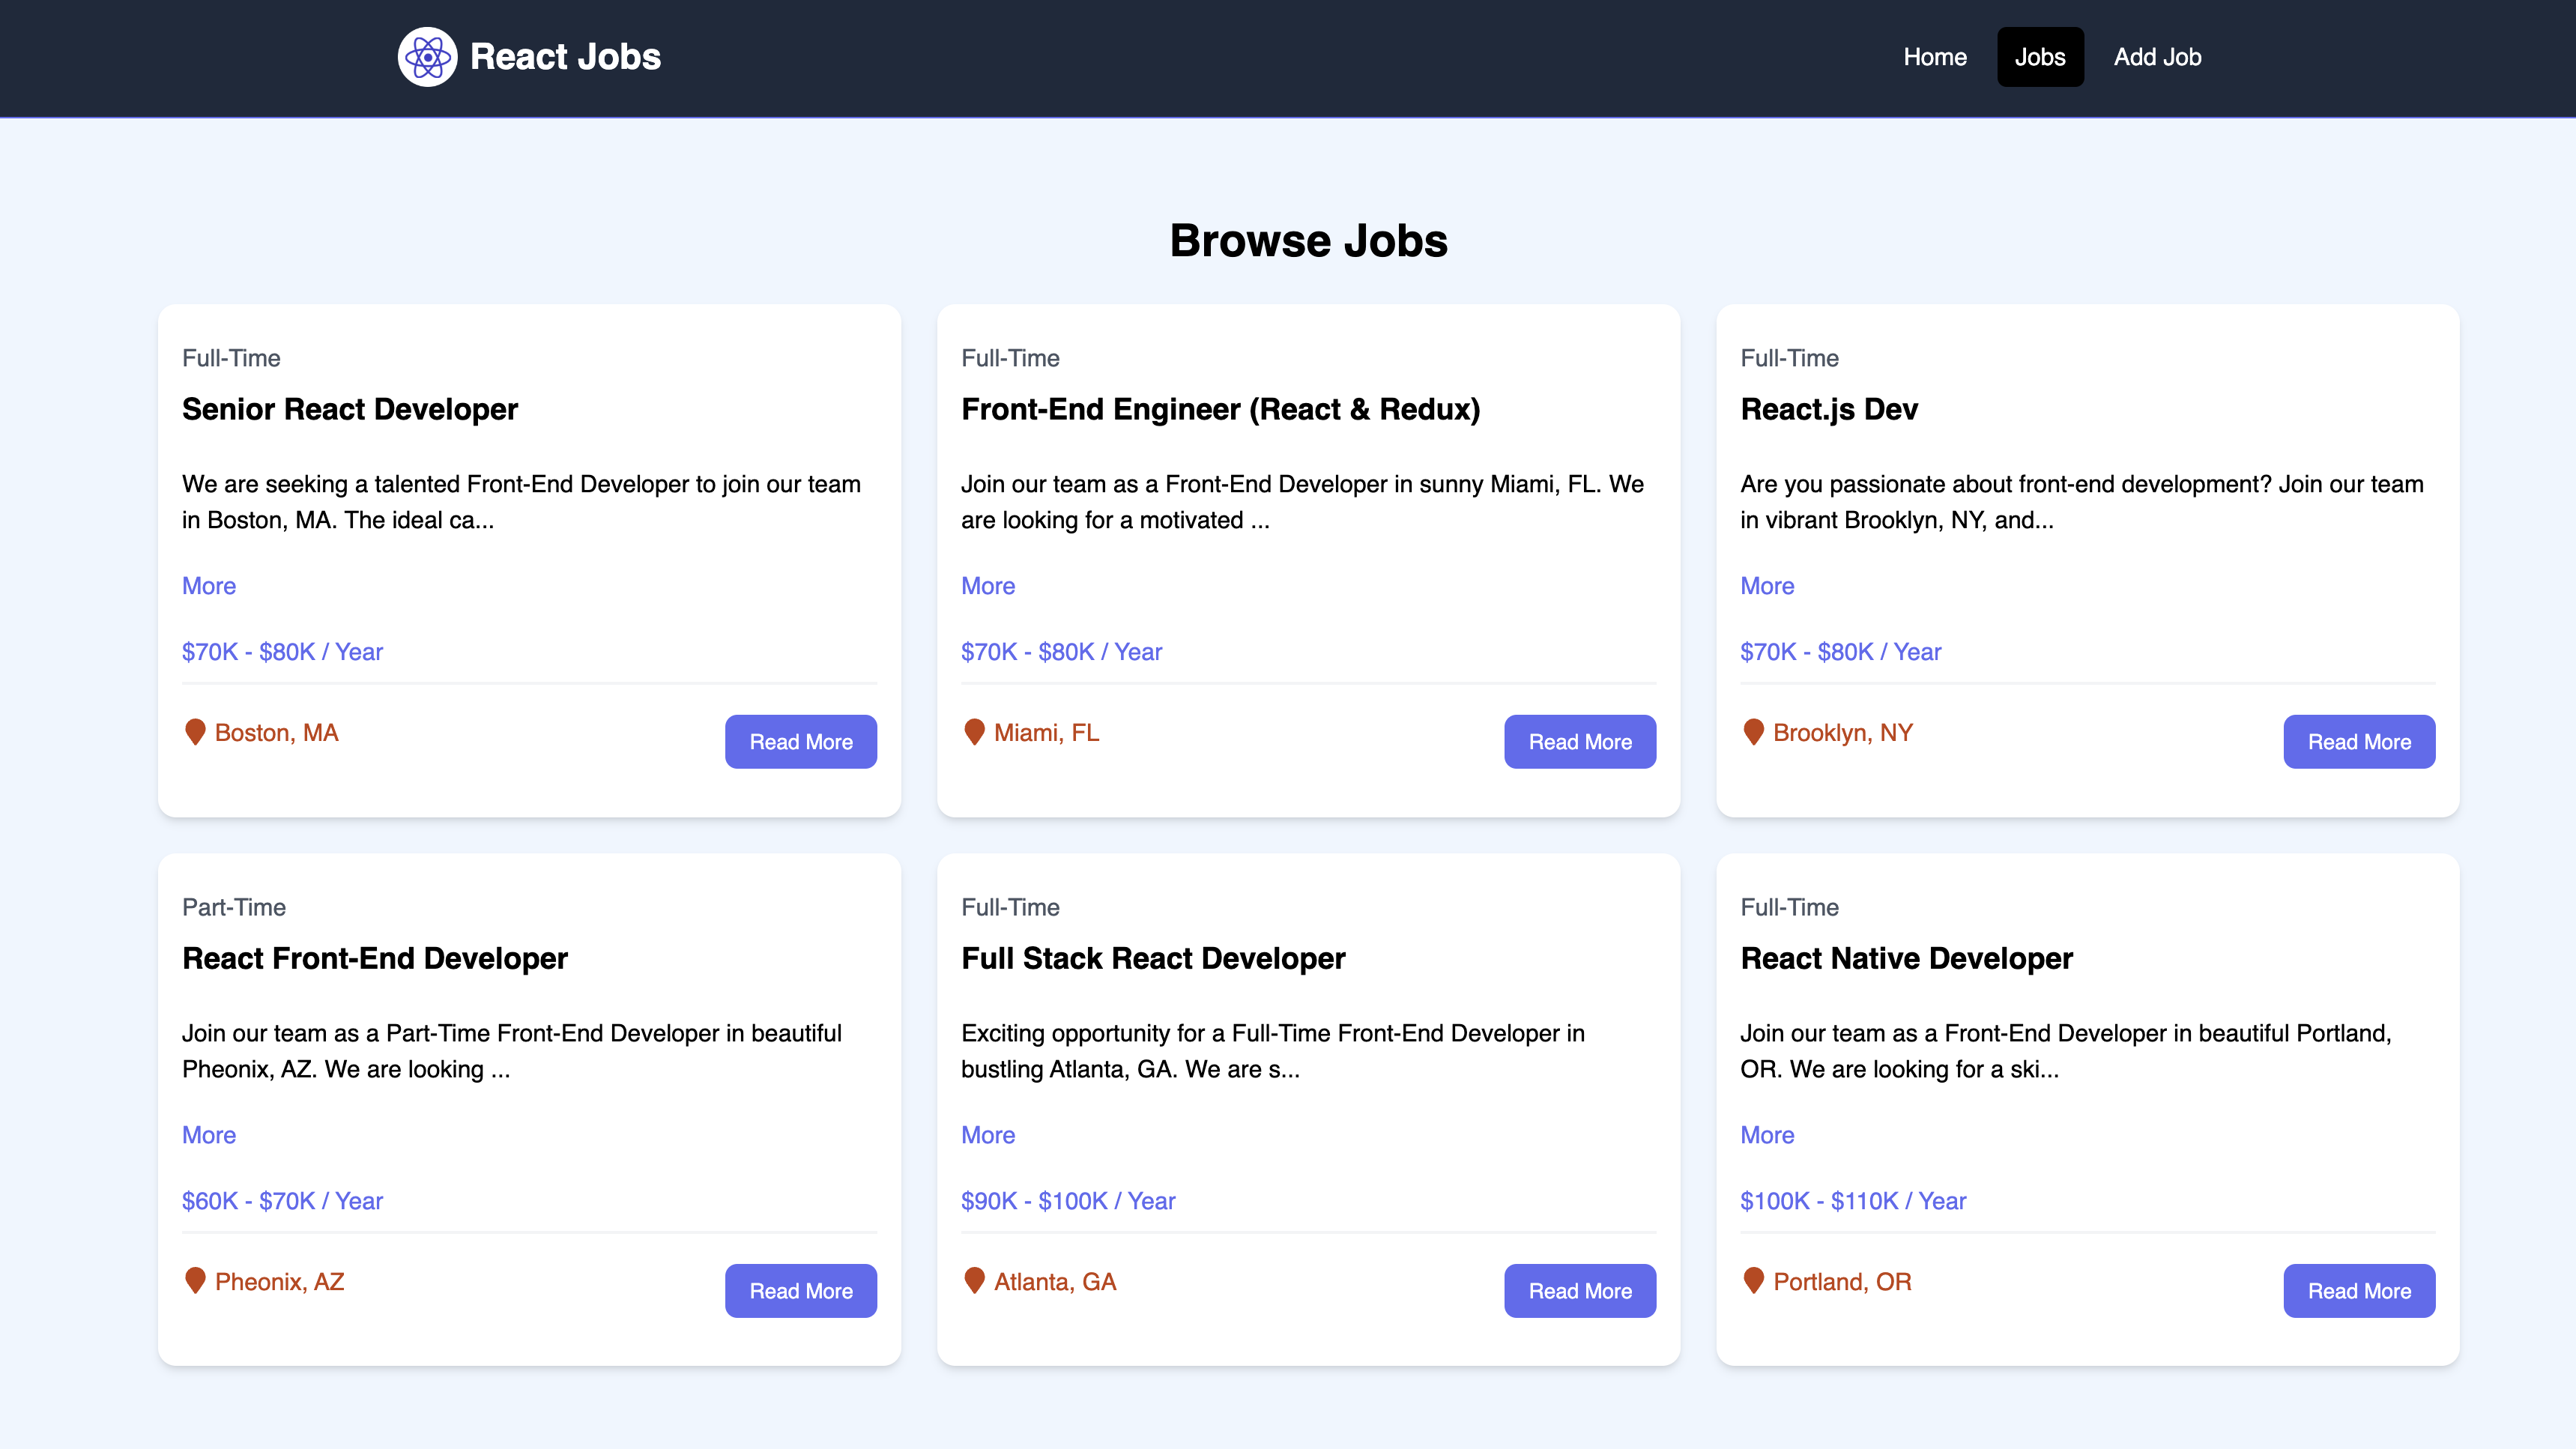 React Jobs
Home
Jobs
Add Job
Browse Jobs
Full-Time
Senior React Developer
We are seeking a talented Front-End Developer to join our team
in Boston, MA. The ideal ca...
More
$70K - $80K / Year
Boston, MA
Read More
Full-Time
Front-End Engineer (React & Redux)
Join our team as a Front-End Developer in sunny Miami, FL. We
are looking for a motivated ...
More
$70K - $80K / Year
Miami, FL
Read More
Full-Time
React.js Dev
Are you passionate about front-end development? Join our team
in vibrant Brooklyn, NY, and...
More
$70K - $80K / Year
Brooklyn, NY
Read More
Part-Time
React Front-End Developer
Join our team as a Part-Time Front-End Developer in beautiful
Pheonix, AZ. We are looking ...
More
$60K - $70K / Year
Pheonix, AZ
Read More
Full-Time
Full Stack React Developer
Exciting opportunity for a Full-Time Front-End Developer in
bustling Atlanta, GA. We are s...
More
$90K - $100K / Year
Atlanta, GA
Read More
Full-Time
React Native Developer
Join our team as a Front-End Developer in beautiful Portland,
OR. We are looking for a ski...
More
$100K - $110K / Year
Portland, OR
Read More